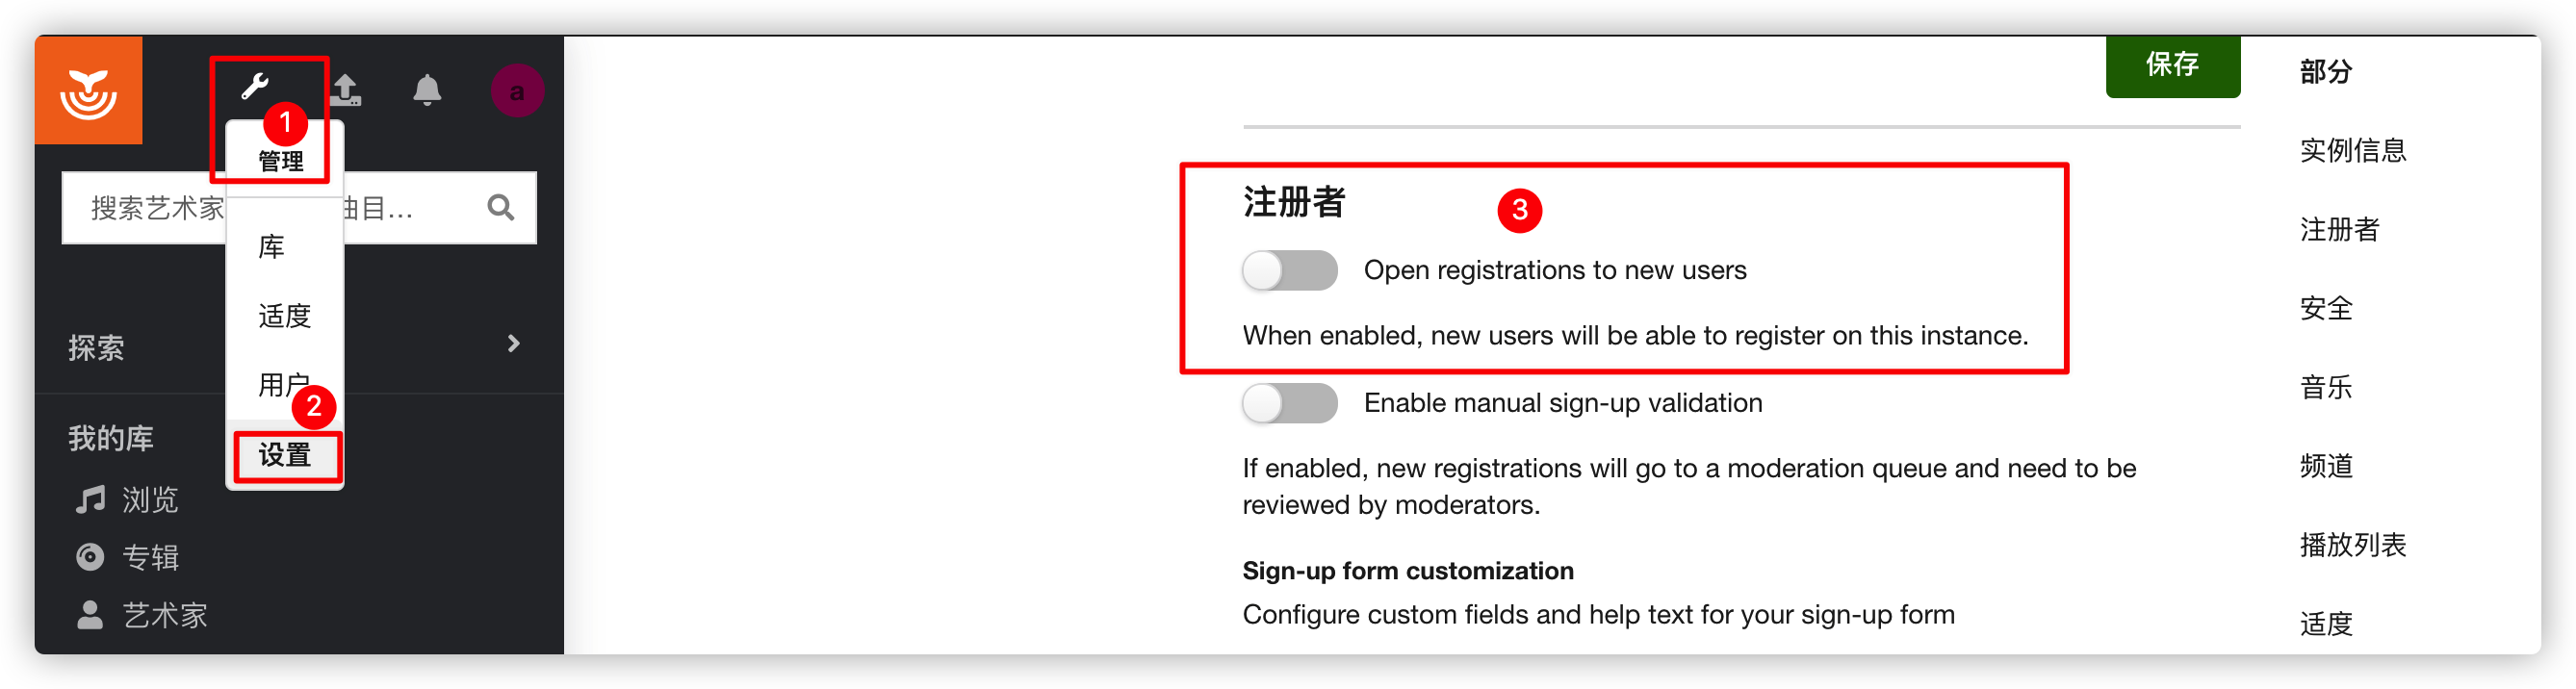 a
1
管理
搜索艺术家
曲目...
库
适度
用户
2
设置
探索
我的库
浏览
专辑
艺术家
保存
注册者
3
Open registrations to new users
When enabled, new users will be able to register on this instance.
Enable manual sign-up validation
If enabled, new registrations will go to a moderation queue and need to be
reviewed by moderators.
Sign-up form customization
Configure custom fields and help text for your sign-up form
部分
实例信息
注册者
安全
音乐
频道
播放列表
适度